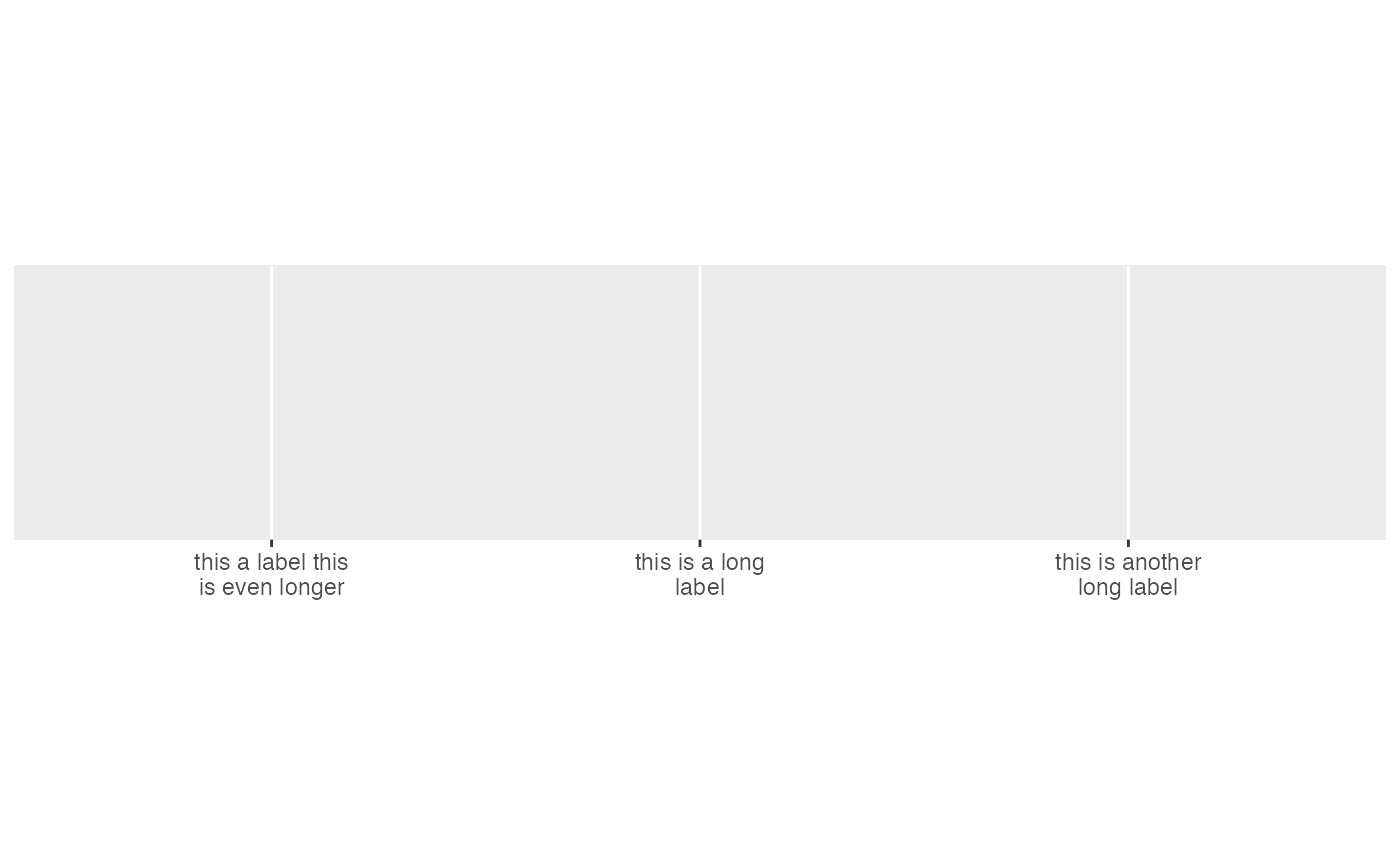 this a label this
is even longer
this is a long
label
this is another
long label